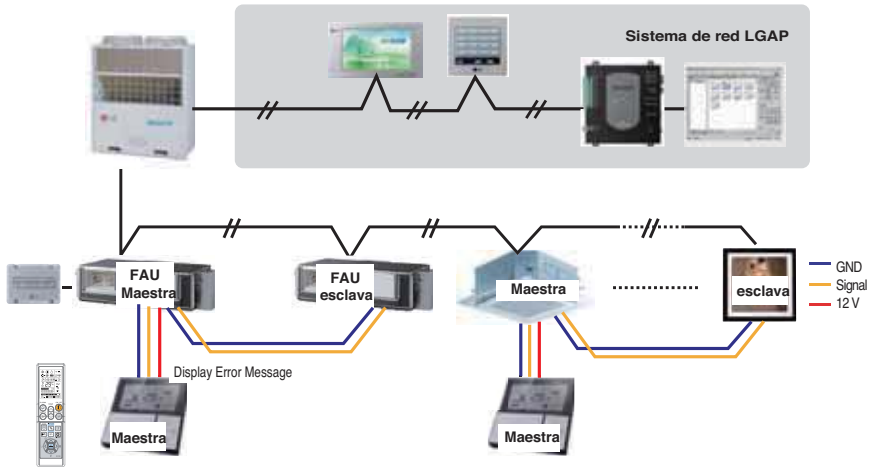 Sistema de red LGAP
FAU
Maestra
FAU
esclava
Maestra
esclava
GND
Signal
12 V
Display Error Message
Maestra
Maestra